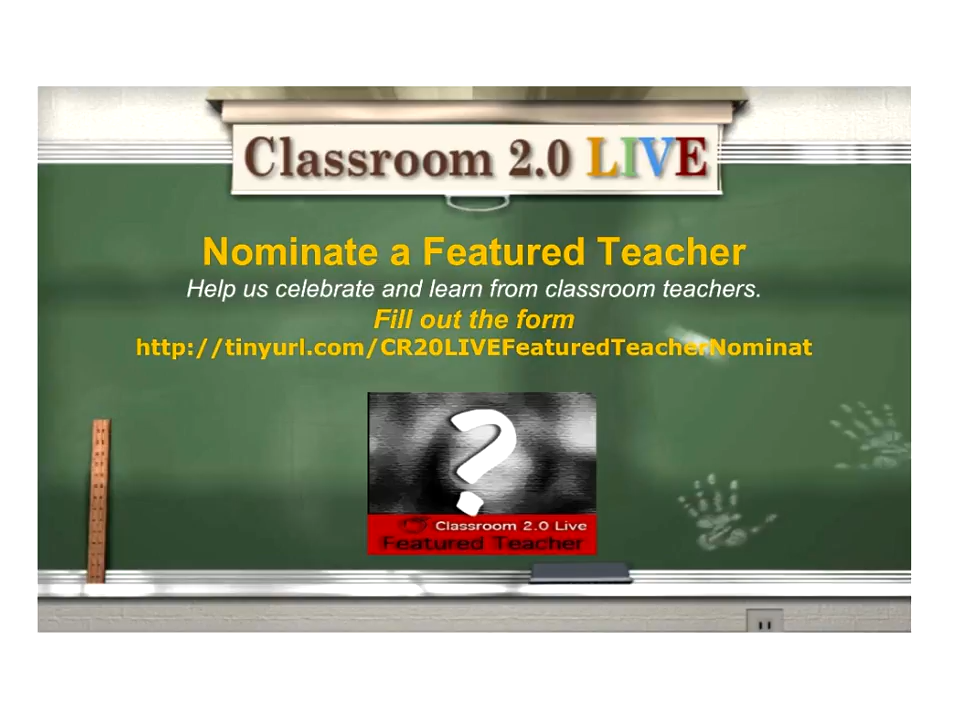 Classroom 2.0 LIVE
Nominate a Featured Teacher
Help us celebrate and learn from classroom teachers.
Fill out the form
http://tinyurl.com/CR20LIVEFeaturedTeacherNominat
?
Classroom 2.0 Live
Featured Teacher